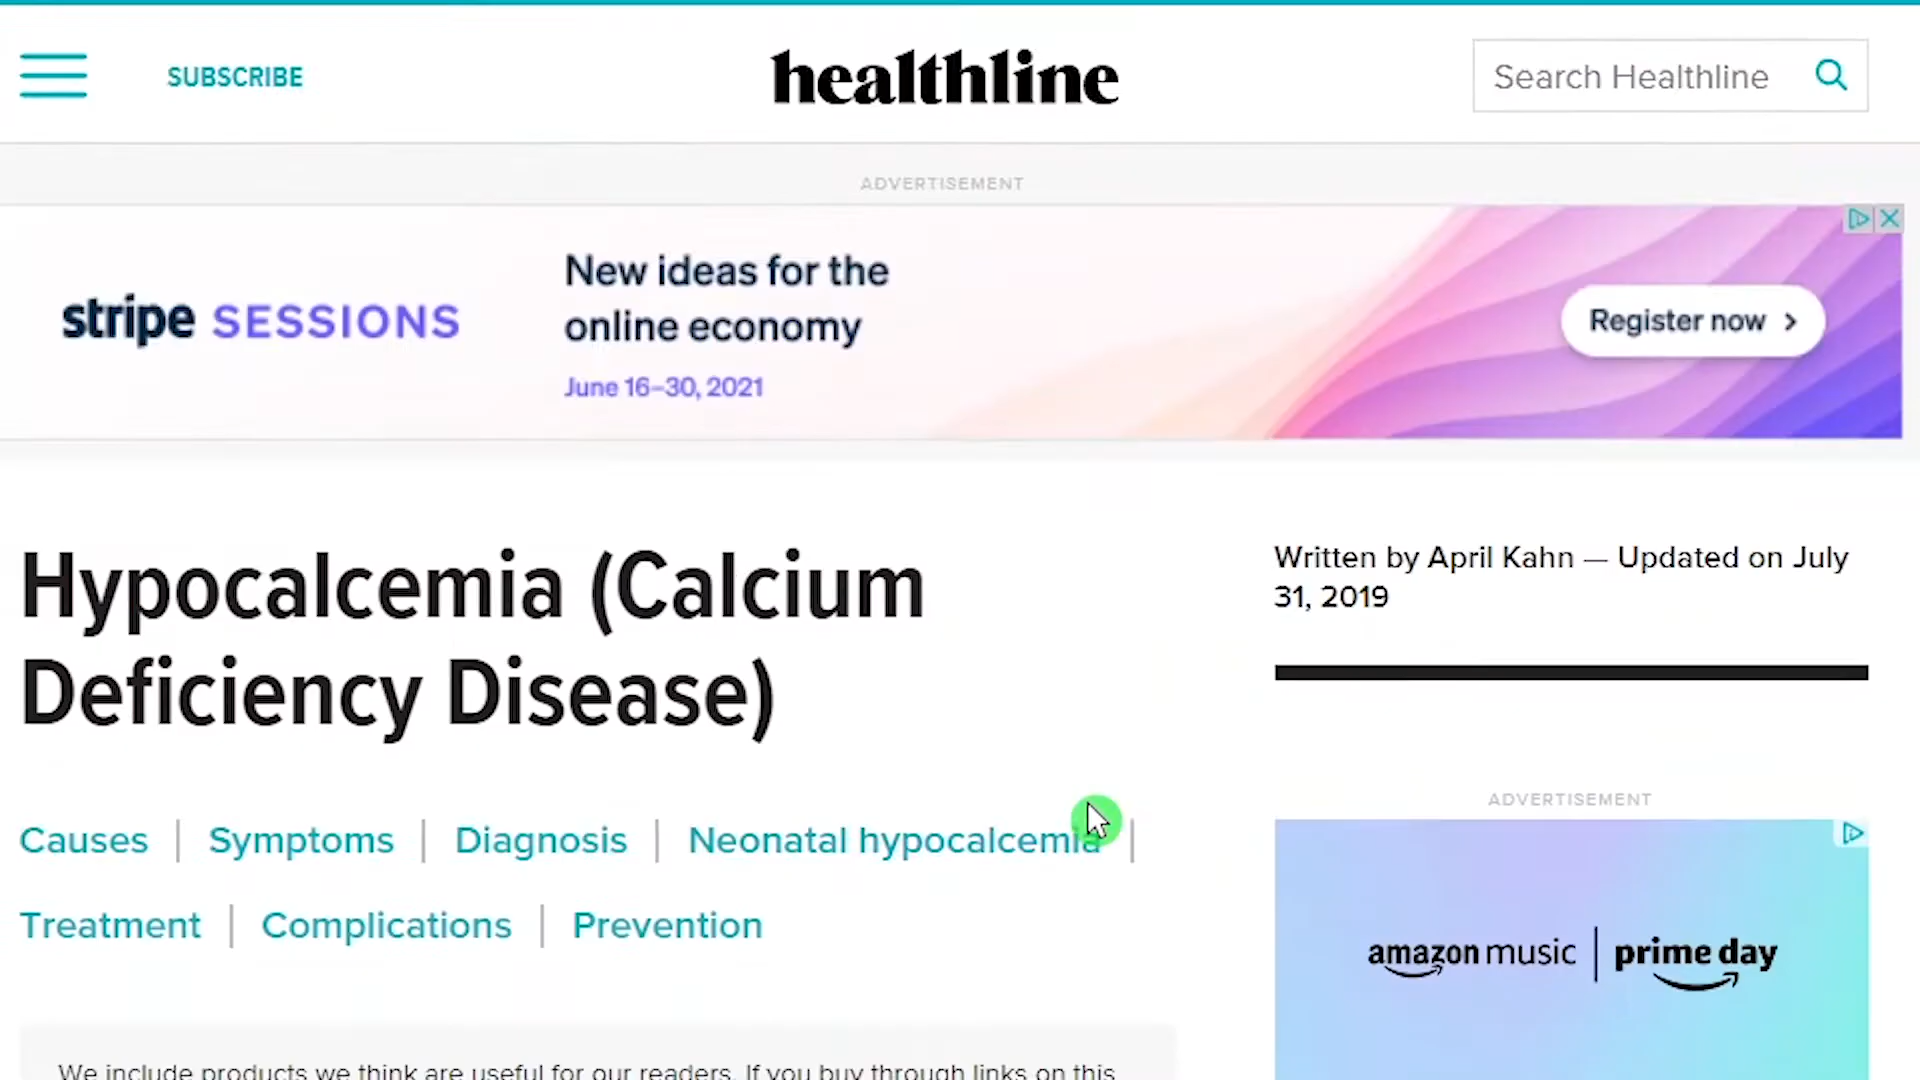 SUBSCRIBE
healthline
Search Healthline
ADVERTISEMENT
stripe SESSIONS
New ideas for the
online economy
June 16–30, 2021
Register now
Hypocalcemia (Calcium
Deficiency Disease)
Written by April Kahn — Updated on July
31, 2019
Causes | Symptoms | Diagnosis | Neonatal hypocalcemia |
Treatment | Complications | Prevention
ADVERTISEMENT
amazon music | prime day
We include products we think are useful for our readers. If you buy through links on this